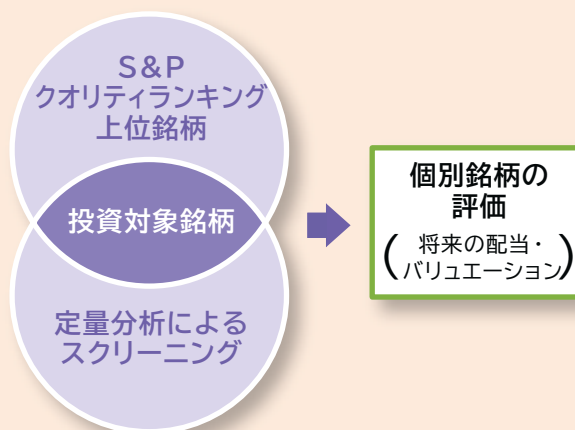 S&P
クオリティランキング
上位銘柄
投資対象銘柄
定量分析による
スクリーニング
個別銘柄の
評価
(将来の配当・
バリュエーション)